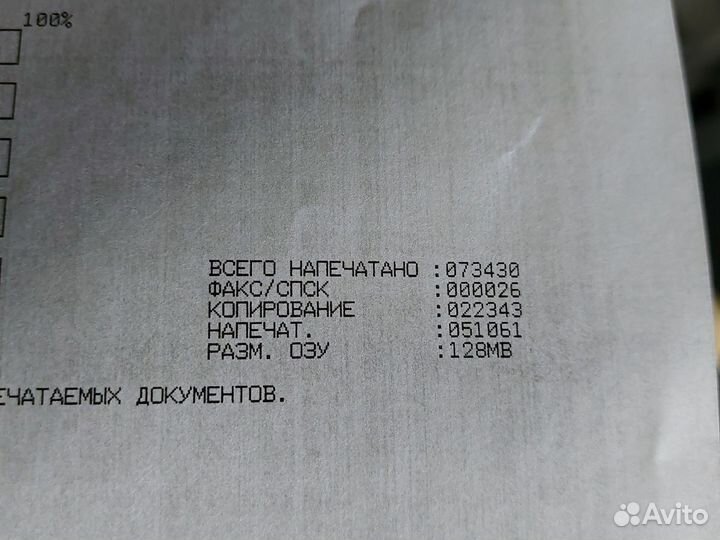 100%
ВСЕГО НАПЕЧАТАНО :073430
ФАКС/СПСК :000026
КОПИРОВАНИЕ :022343
НАПЕЧАТ. :051061
РАЗМ. ОЗУ :128MB
ЕЧАТАЕМЫХ ДОКУМЕНТОВ.
Avito